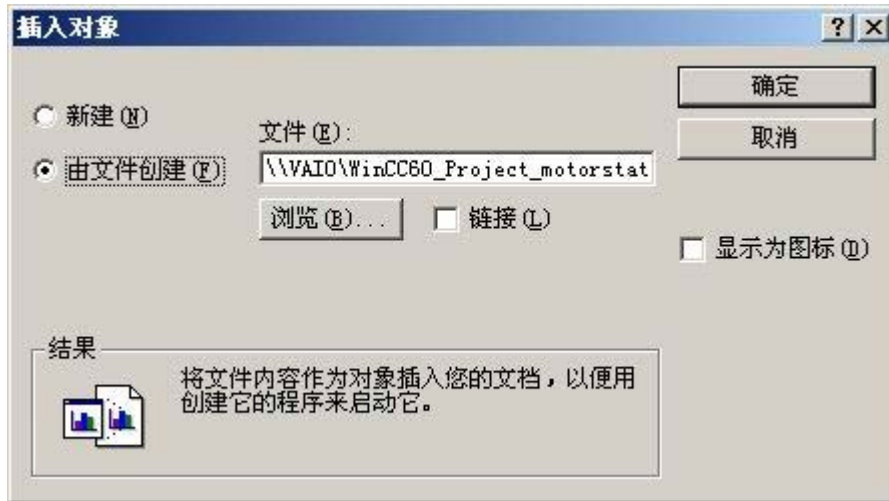 插入对象
新建(N)
由文件创建(F)
文件(E):
\\VAIO\WinCC60_Project_motorstat
浏览(B)...
链接(L)
确定
取消
显示为图标(D)
结果
将文件内容作为对象插入您的文档，以便用
创建它的程序来启动它。